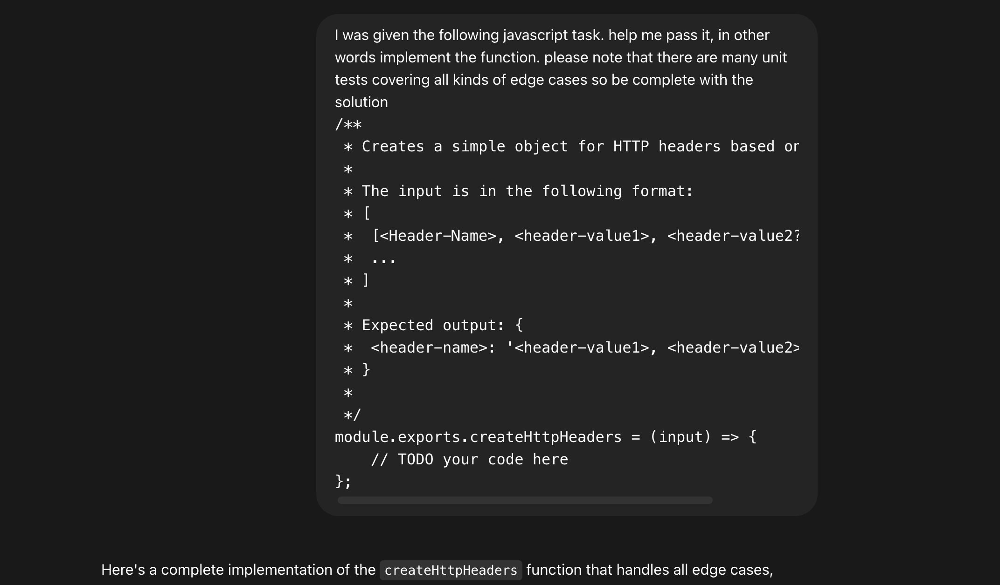 I was given the following javascript task. help me pass it, in other
words implement the function. please note that there are many unit
tests covering all kinds of edge cases so be complete with the
solution
/**
 * Creates a simple object for HTTP headers based on
 *
 * The input is in the following format:
 * [
 *  [<Header-Name>, <header-value1>, <header-value2?
 *  ...
 * ]
 *
 * Expected output: {
 *  <header-name>: '<header-value1>, <header-value2>
 * }
 *
 */
module.exports.createHttpHeaders = (input) => {
    // TODO your code here
};
Here's a complete implementation of the createHttpHeaders function that handles all edge cases,